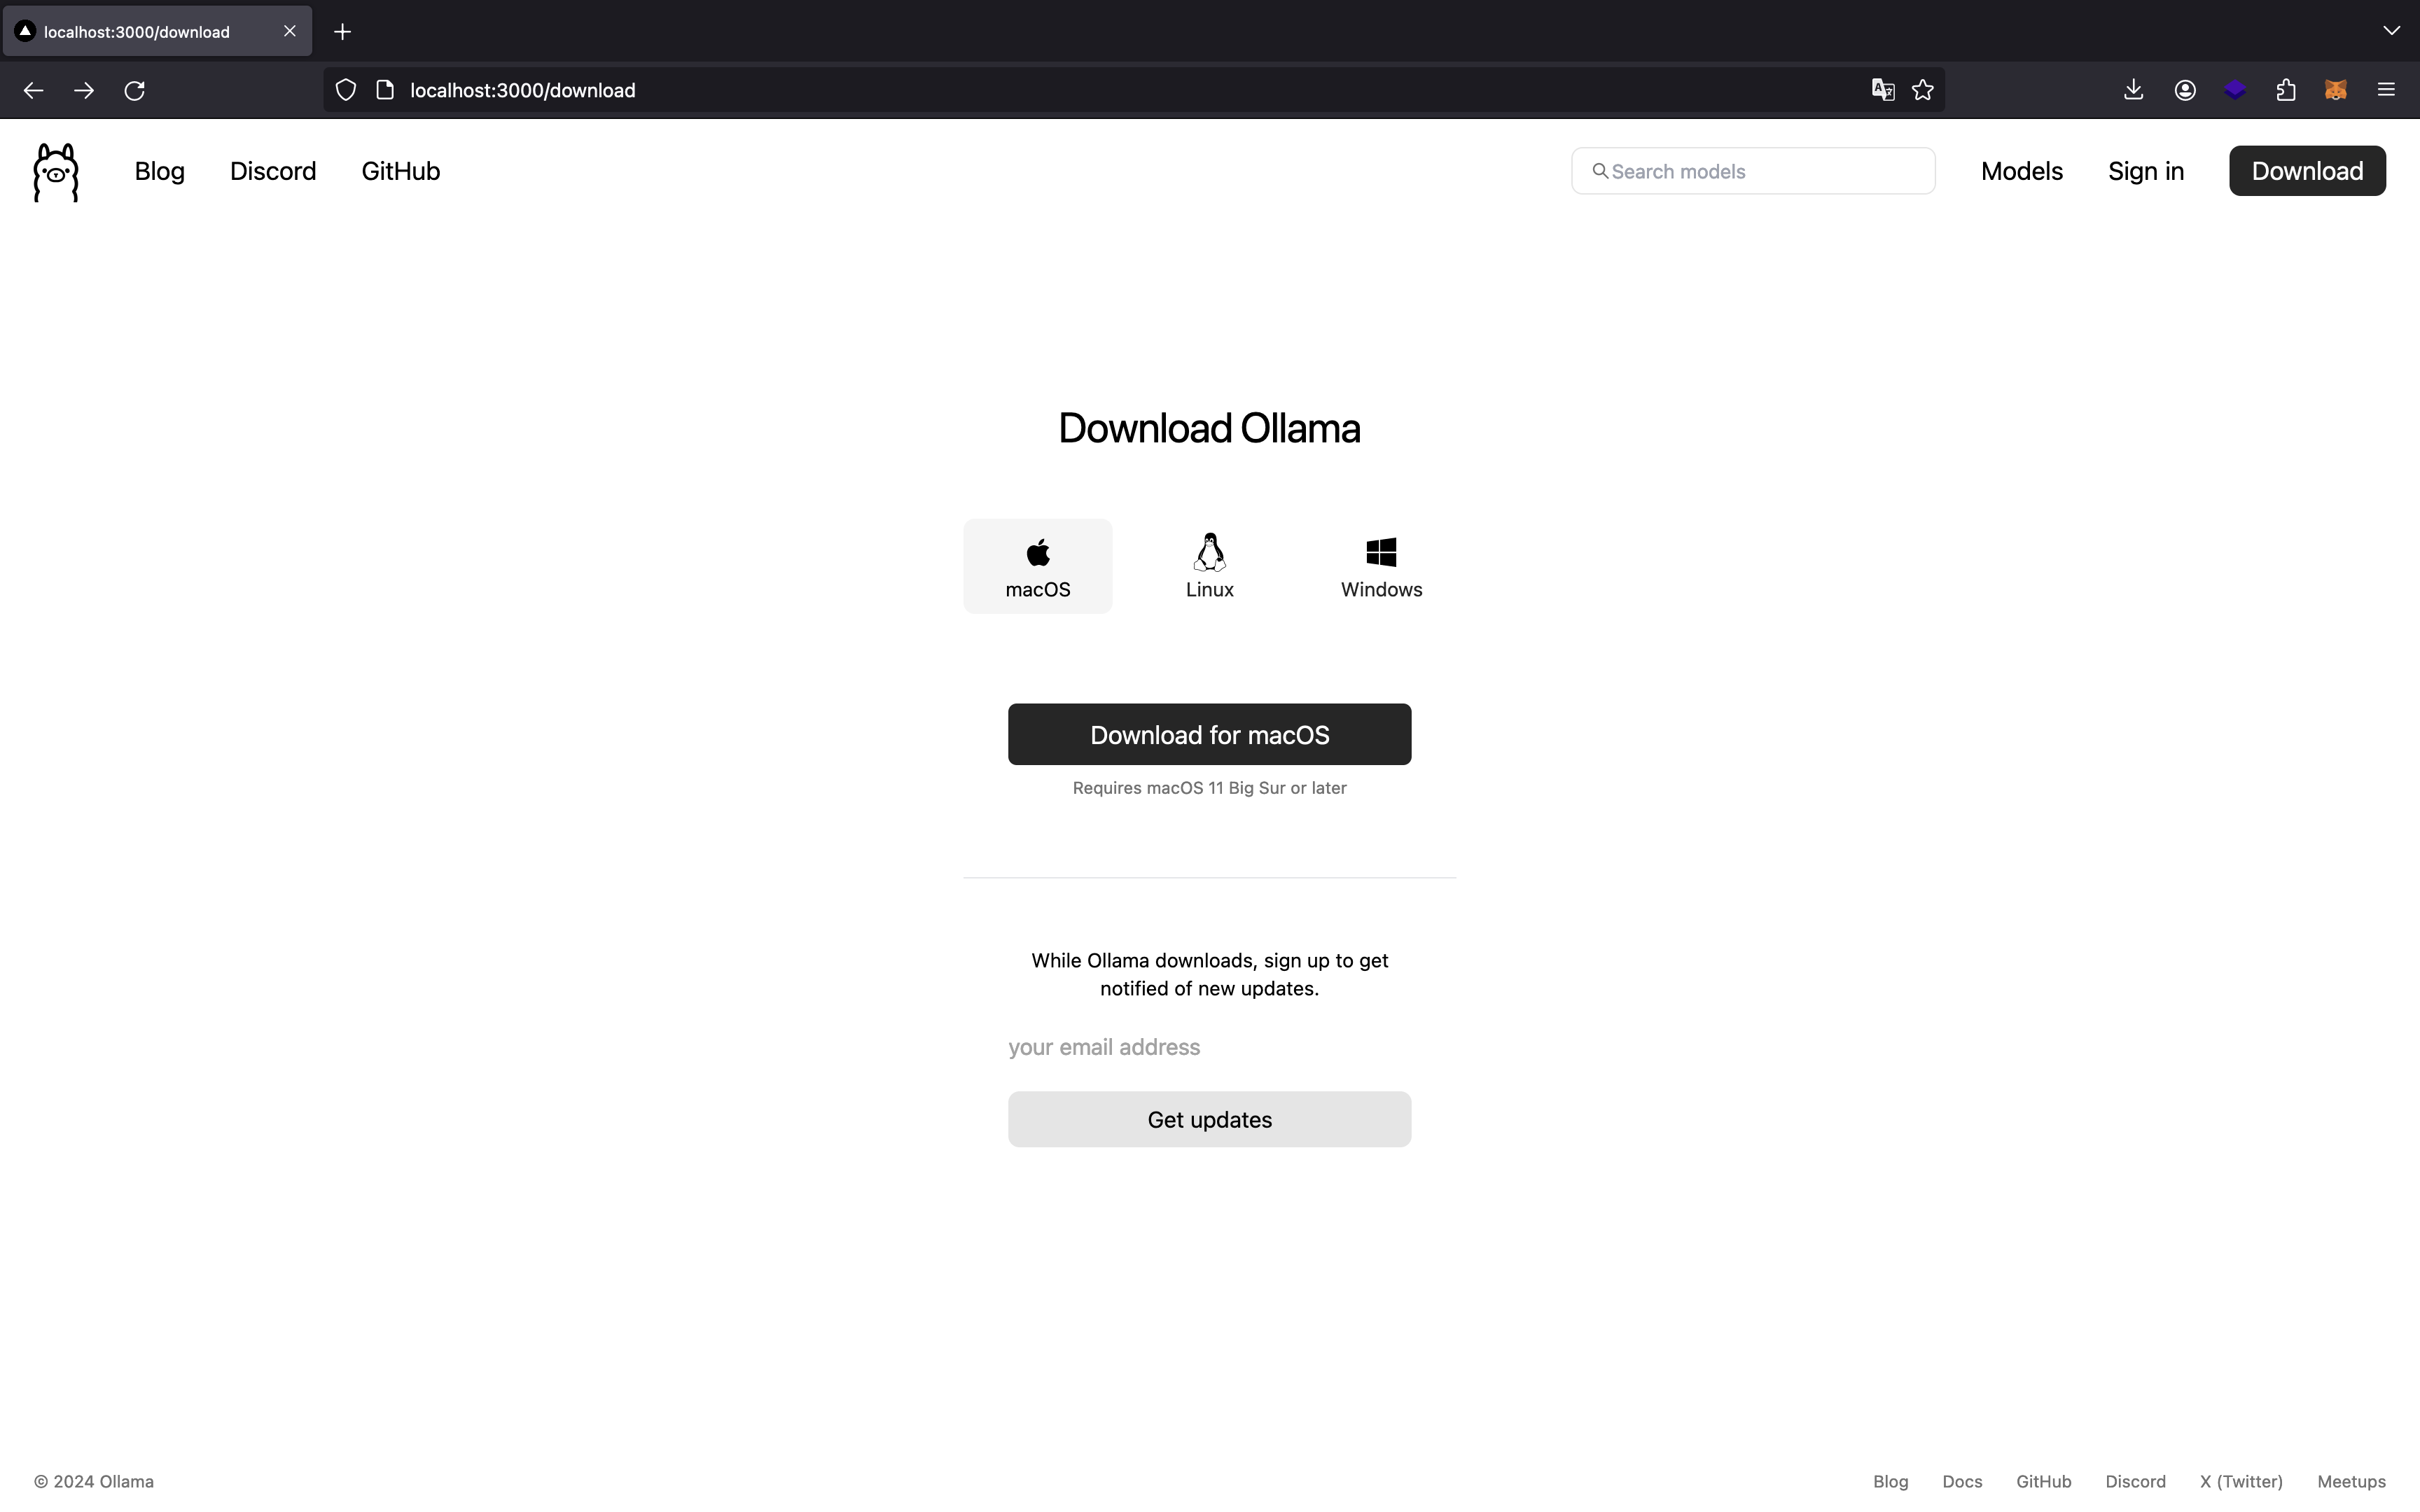 localhost:3000/download
localhost:3000/download
Blog Discord GitHub Search models Models Sign in Download
Download Ollama
macOS Linux Windows
Download for macOS
Requires macOS 11 Big Sur or later
While Ollama downloads, sign up to get
notified of new updates.
your email address
Get updates
© 2024 Ollama Blog Docs GitHub Discord X (Twitter) Meetups